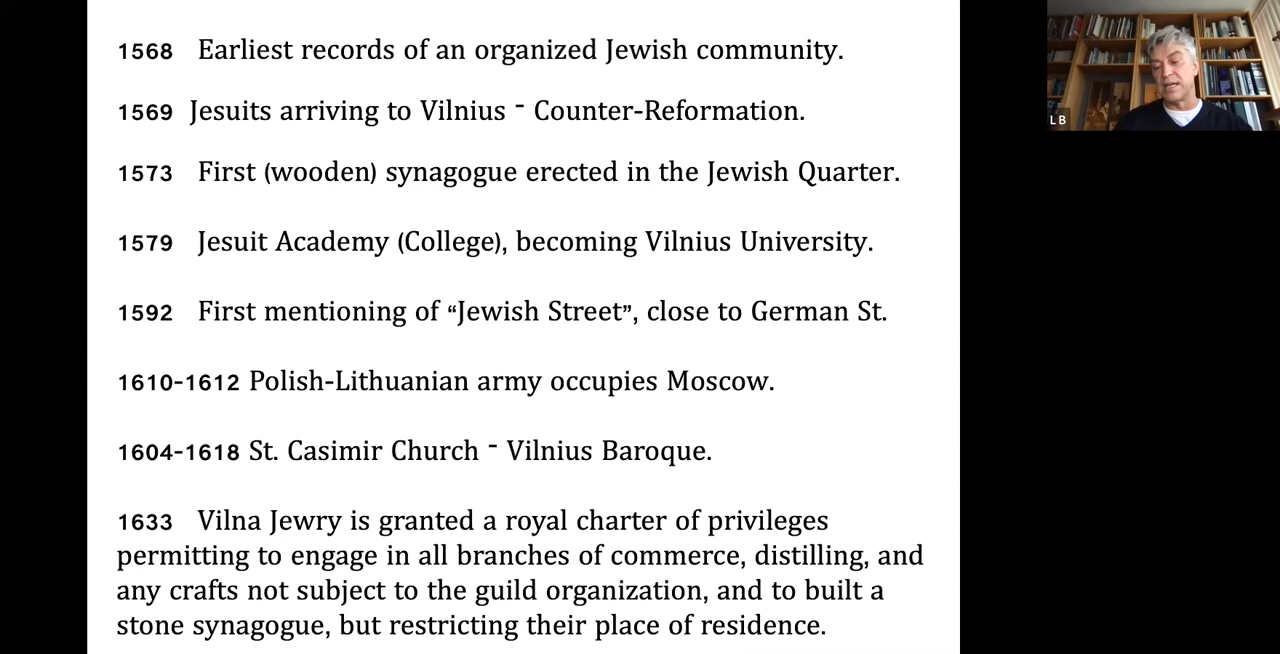 1568 Earliest records of an organized Jewish community.
1569 Jesuits arriving to Vilnius - Counter-Reformation.
1573 First (wooden) synagogue erected in the Jewish Quarter.
1579 Jesuit Academy (College), becoming Vilnius University.
1592 First mentioning of “Jewish Street”, close to German St.
1610-1612 Polish-Lithuanian army occupies Moscow.
1604-1618 St. Casimir Church - Vilnius Baroque.
1633 Vilna Jewry is granted a royal charter of privileges
permitting to engage in all branches of commerce, distilling, and
any crafts not subject to the guild organization, and to built a
stone synagogue, but restricting their place of residence.
L B